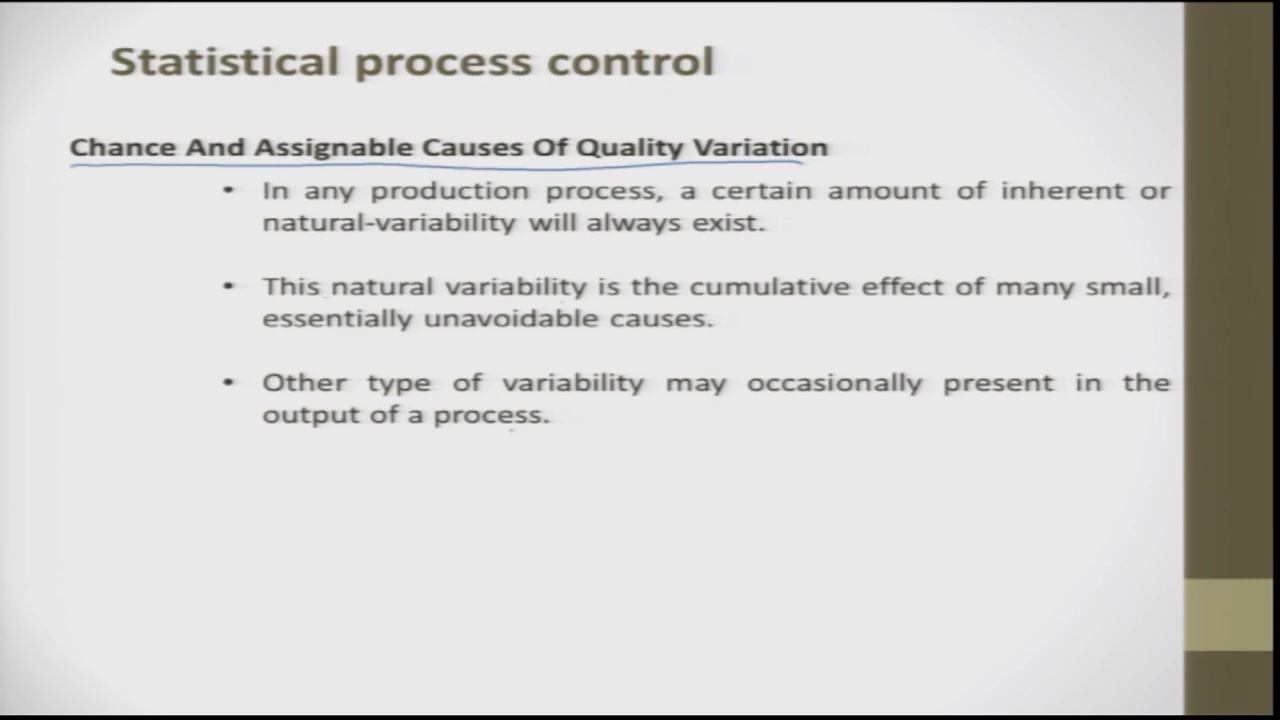 Statistical process control
Chance And Assignable Causes Of Quality Variation
• In any production process, a certain amount of inherent or
natural-variability will always exist.
• This natural variability is the cumulative effect of many small,
essentially unavoidable causes.
• Other type of variability may occasionally present in the
output of a process.